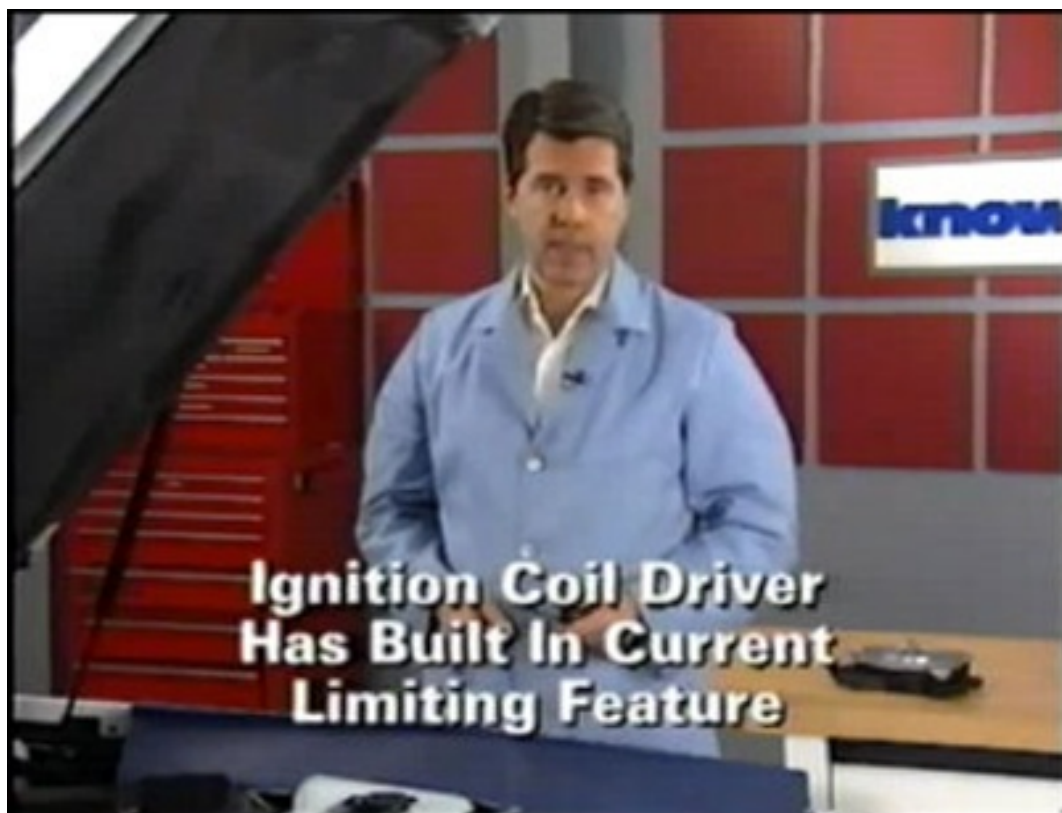 know
Ignition Coil Driver
Has Built In Current
Limiting Feature